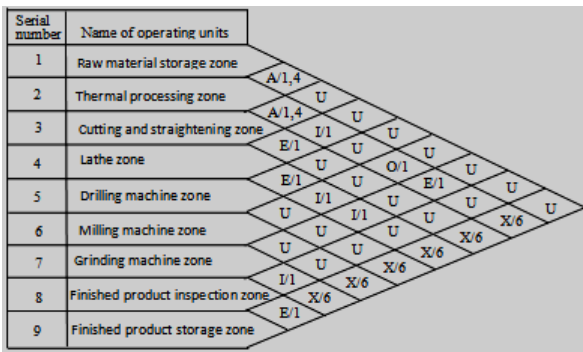 Serial
number Name of operating units
1 Raw material storage zone
A/1,4
2 Thermal processing zone U
A/1,4 U
3 Cutting and straightening zone I/1 U
E/1 U U
4 Lathe zone U O/1 U
E/1 U E/1 U
5 Drilling machine zone I/1 U U U
U I/1 U X/6
6 Milling machine zone U U X/6
U U X/6
7 Grinding machine zone U X/6
I/1 X/6
8 Finished product inspection zone X/6
E/1
9 Finished product storage zone